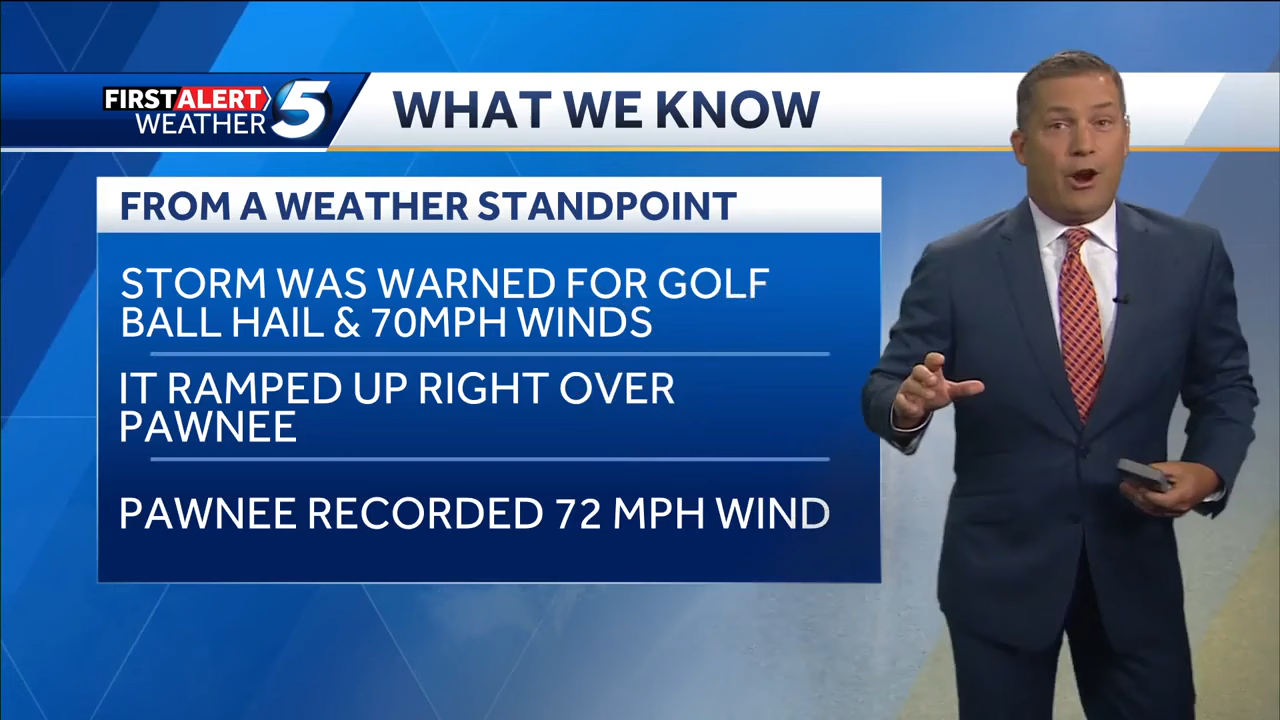 FIRST ALERT
WEATHER 5
WHAT WE KNOW
FROM A WEATHER STANDPOINT
STORM WAS WARNED FOR GOLF
BALL HAIL & 70MPH WINDS
IT RAMPED UP RIGHT OVER
PAWNEE
PAWNEE RECORDED 72 MPH WIND